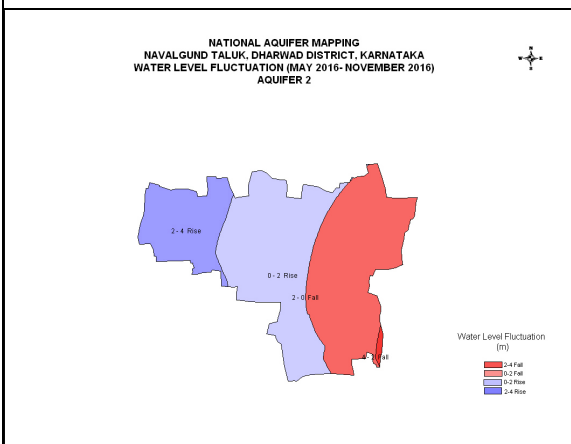 NATIONAL AQUIFER MAPPING
NAVALGUND TALUK, DHARWAD DISTRICT, KARNATAKA
WATER LEVEL FLUCTUATION (MAY 2016- NOVEMBER 2016)
AQUIFER 2
N
W E
S
2 - 4 Rise
0 - 2 Rise
2 - 0 Fall
4 - 2 Fall
Water Level Fluctuation
(m)
2-4 Fall
0-2 Fall
0-2 Rise
2-4 Rise